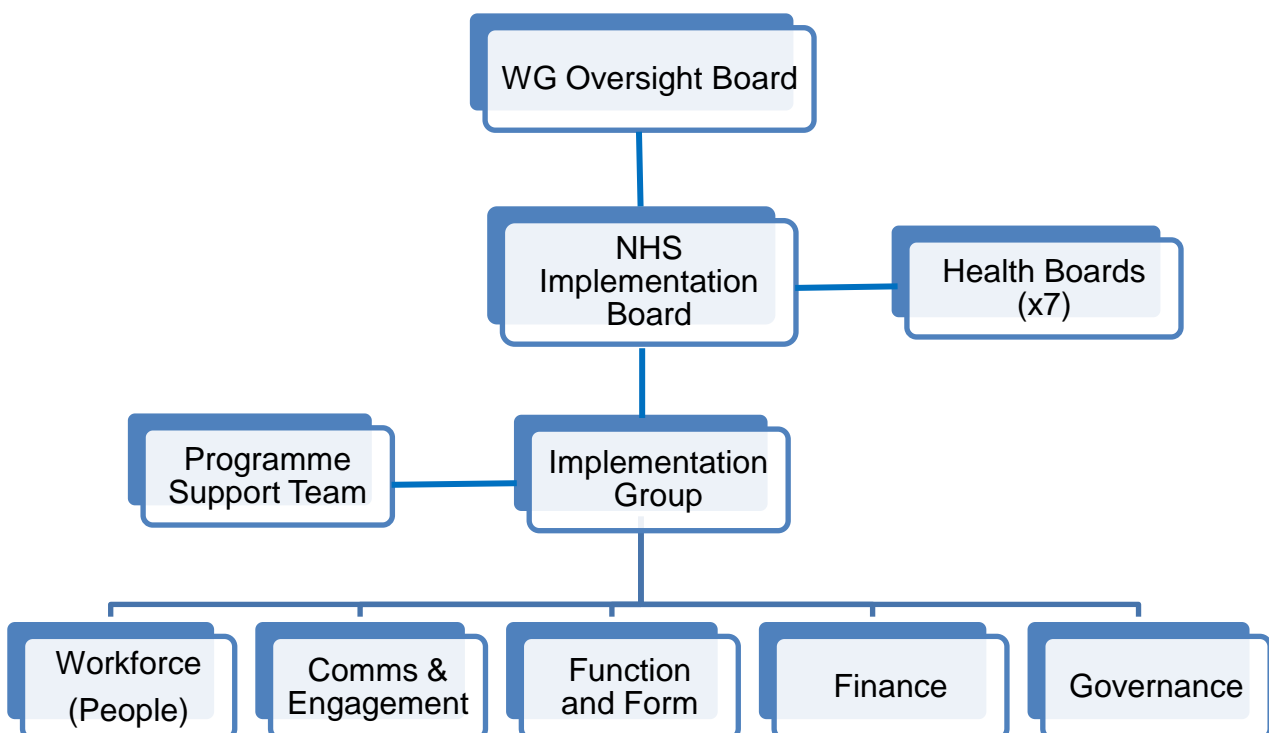 WG Oversight Board
NHS
Implementation
Board
Health Boards
(x7)
Programme
Support Team
Implementation
Group
Workforce
(People)
Comms &
Engagement
Function
and Form
Finance
Governance